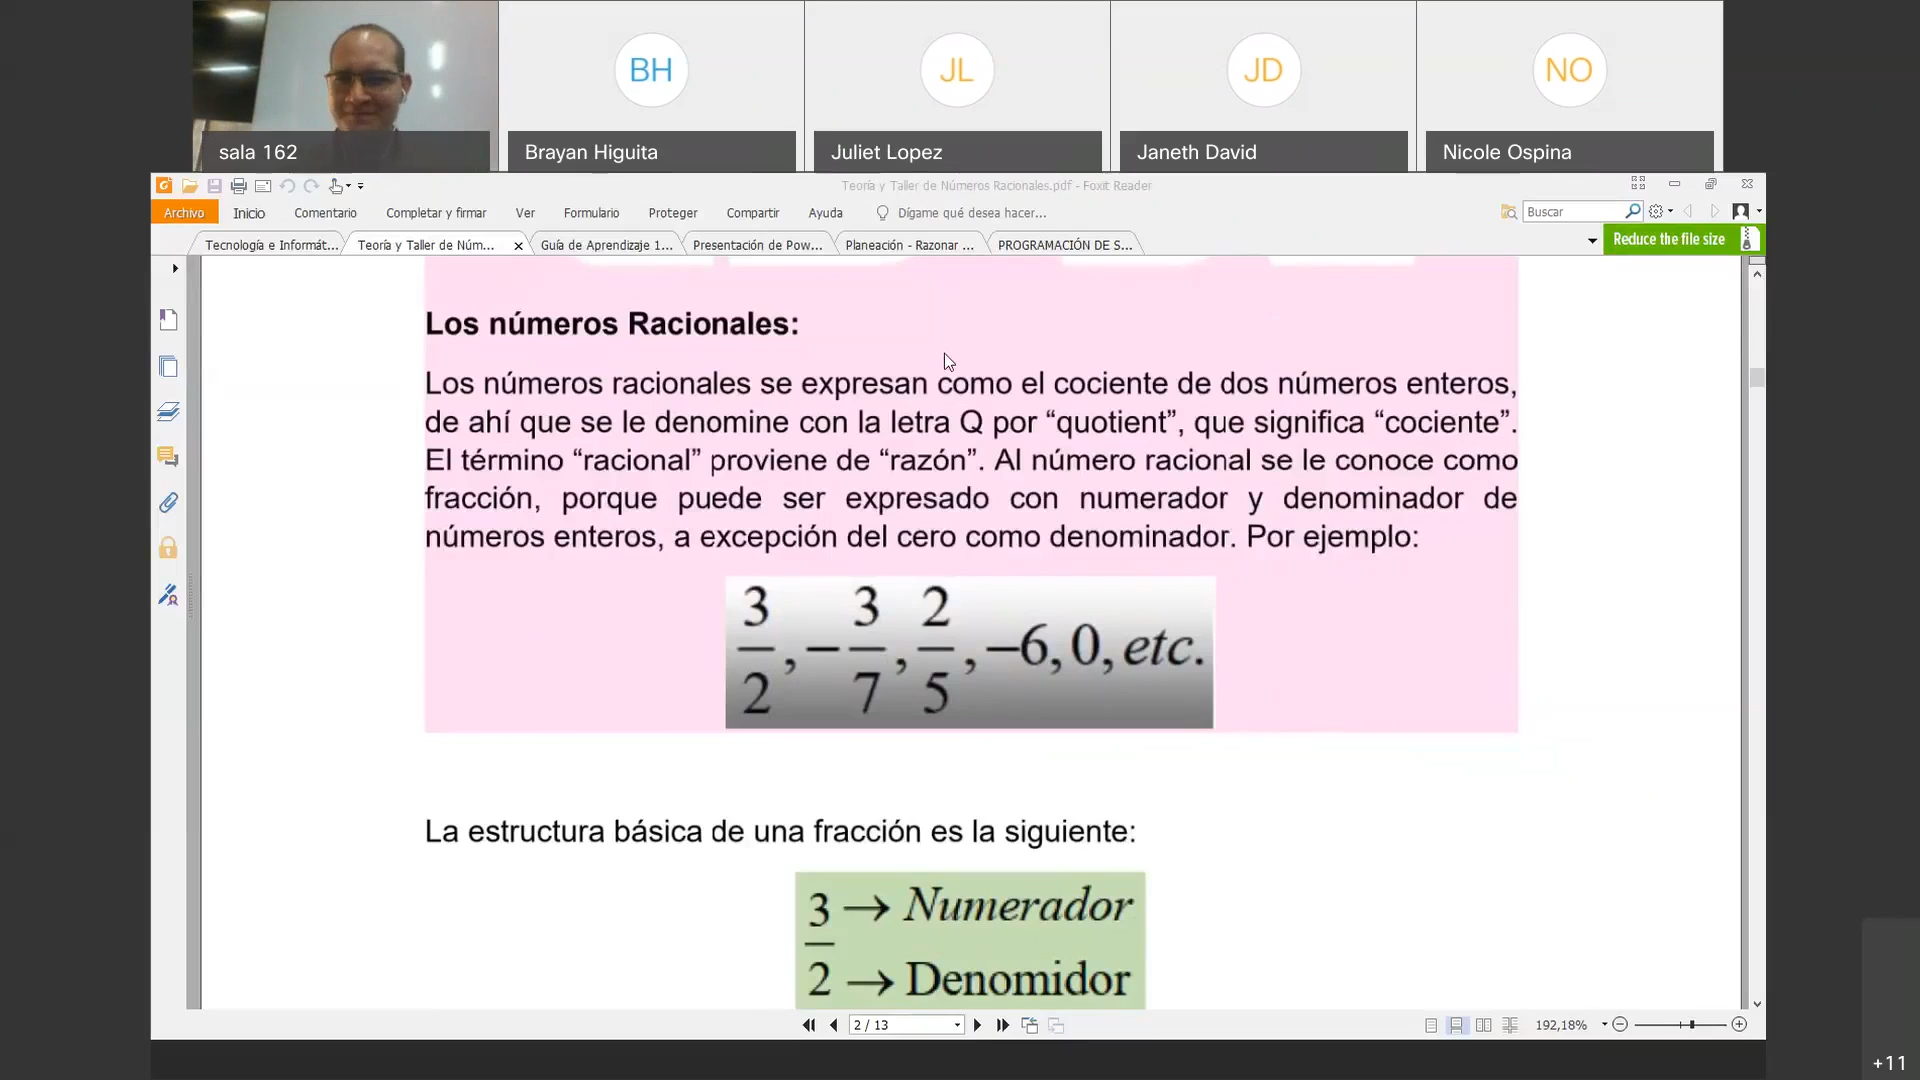 BH
JL
JD
NO
sala 162
Brayan Higuita
Juliet Lopez
Janeth David
Nicole Ospina
Teoría y Taller de Números Racionales.pdf - Foxit Reader
Archivo Inicio Comentario Completar y firmar Ver Formulario Proteger Compartir Ayuda Dígame qué desea hacer... Buscar
Tecnología e Informát... Teoría y Taller de Núm... Guía de Aprendizaje 1... Presentación de Pow... Planeación - Razonar ... PROGRAMACIÓN DE S... Reduce the file size
Los números Racionales:
Los números racionales se expresan como el cociente de dos números enteros,
de ahí que se le denomine con la letra Q por “quotient”, que significa “cociente”.
El término “racional” proviene de “razón”. Al número racional se le conoce como
fracción, porque puede ser expresado con numerador y denominador de
números enteros, a excepción del cero como denominador. Por ejemplo:
3/2, -3/7, 2/5, -6, 0, etc.
La estructura básica de una fracción es la siguiente:
3 → Numerador
2 → Denomidor
2 / 13
192,18%
+11